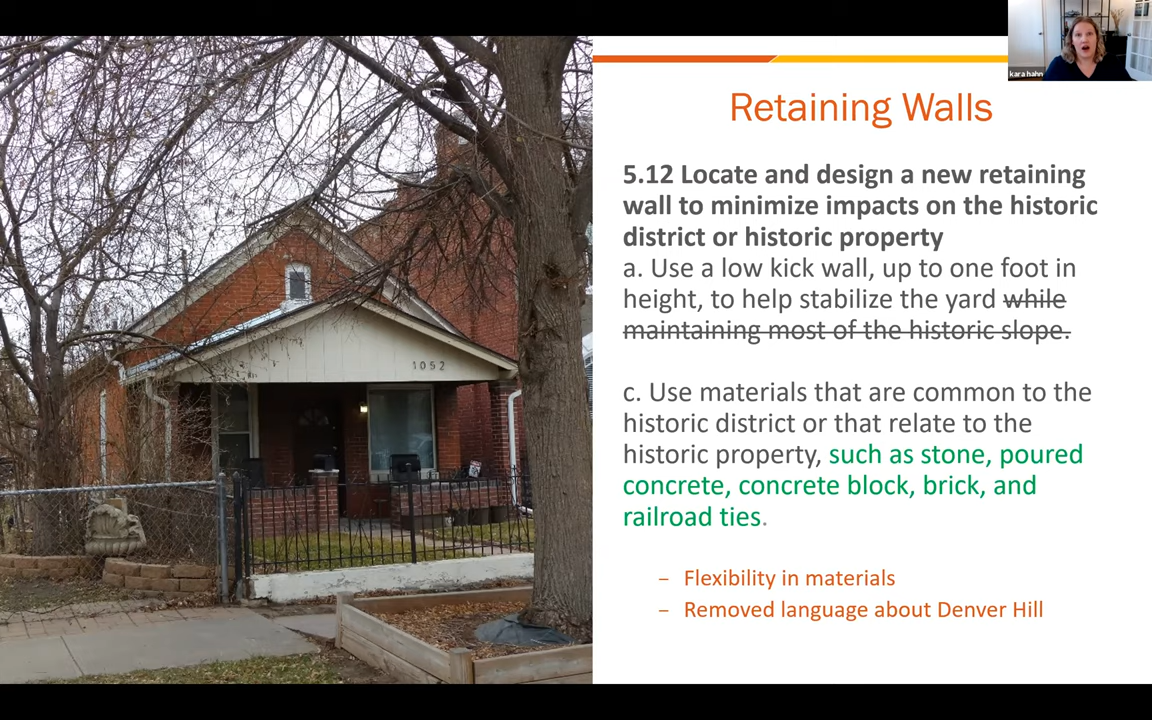 kara hahn
Retaining Walls
5.12 Locate and design a new retaining
wall to minimize impacts on the historic
district or historic property
a. Use a low kick wall, up to one foot in
height, to help stabilize the yard while
maintaining most of the historic slope.
c. Use materials that are common to the
historic district or that relate to the
historic property, such as stone, poured
concrete, concrete block, brick, and
railroad ties.
– Flexibility in materials
– Removed language about Denver Hill
1052